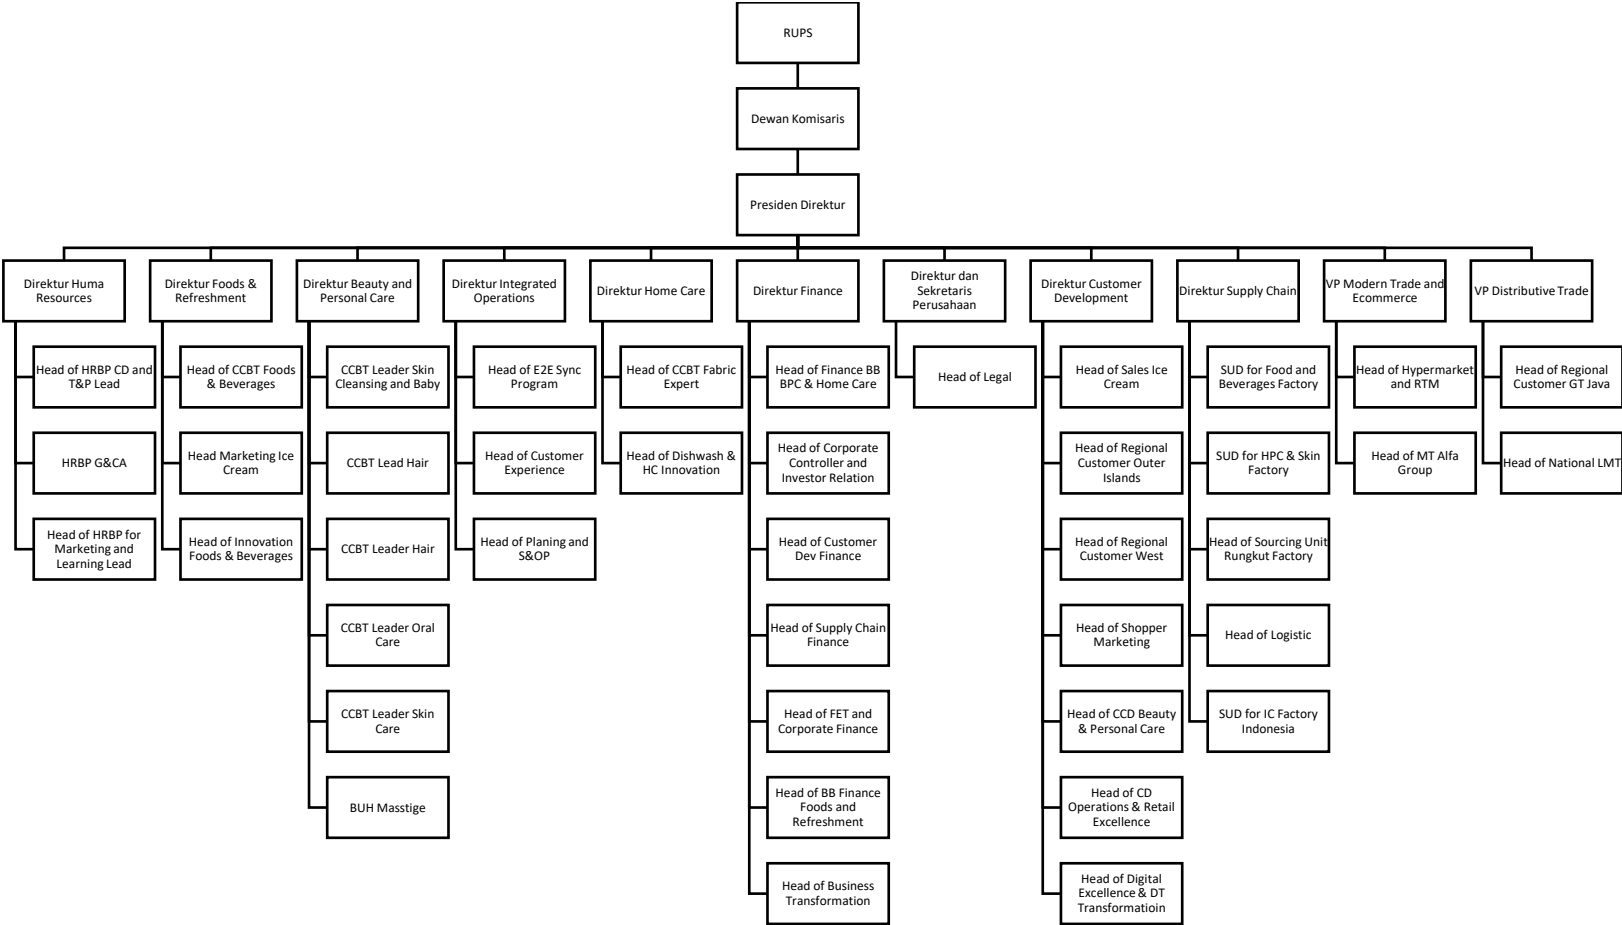 RUPS
Dewan Komisaris
Presiden Direktur
Direktur Huma
Resources
Direktur Foods &
Refreshment
Direktur Beauty and
Personal Care
Direktur Integrated
Operations
Direktur Home Care
Direktur Finance
Direktur dan
Sekretaris
Perusahaan
Direktur Customer
Development
Direktur Supply Chain
VP Modern Trade and
Ecommerce
VP Distributive Trade
Head of HRBP CD and
T&P Lead
HRBP G&CA
Head of HRBP for
Marketing and
Learning Lead
Head of CCBT Foods
& Beverages
Head Marketing Ice
Cream
Head of Innovation
Foods & Beverages
CCBT Leader Skin
Cleansing and Baby
CCBT Lead Hair
CCBT Leader Hair
CCBT Leader Oral
Care
CCBT Leader Skin
Care
BUH Masstige
Head of E2E Sync
Program
Head of Customer
Experience
Head of Planing and
S&OP
Head of CCBT Fabric
Expert
Head of Dishwash &
HC Innovation
Head of Finance BB
BPC & Home Care
Head of Corporate
Controller and
Investor Relation
Head of Customer
Dev Finance
Head of Supply Chain
Finance
Head of FET and
Corporate Finance
Head of BB Finance
Foods and
Refreshment
Head of Business
Transformation
Head of Legal
Head of Sales Ice
Cream
Head of Regional
Customer Outer
Islands
Head of Regional
Customer West
Head of Shopper
Marketing
Head of CCD Beauty
& Personal Care
Head of CD
Operations & Retail
Excellence
Head of Digital
Excellence & DT
Transformatioin
SUD for Food and
Beverages Factory
SUD for HPC & Skin
Factory
Head of Sourcing Unit
Rungkut Factory
Head of Logistic
SUD for IC Factory
Indonesia
Head of Hypermarket
and RTM
Head of MT Alfa
Group
Head of Regional
Customer GT Java
Head of National LMT